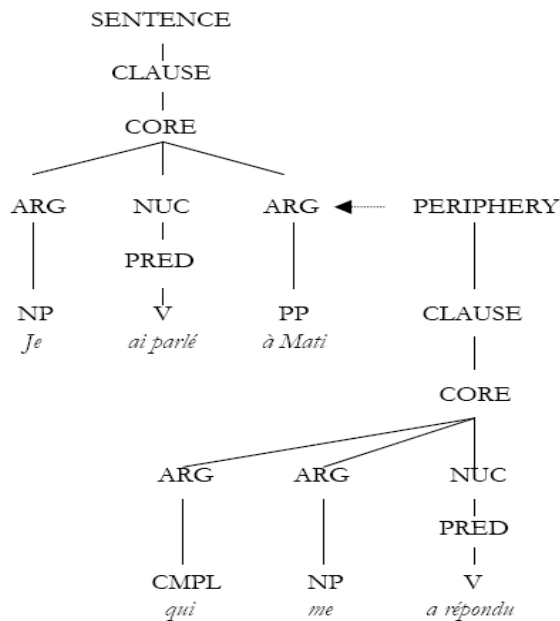 SENTENCE
CLAUSE
CORE
ARG NUC ARG PERIPHERY
PRED
NP V PP CLAUSE
Je ai parlé à Mati
CORE
ARG ARG NUC
PRED
CMPL NP V
qui me a répondu